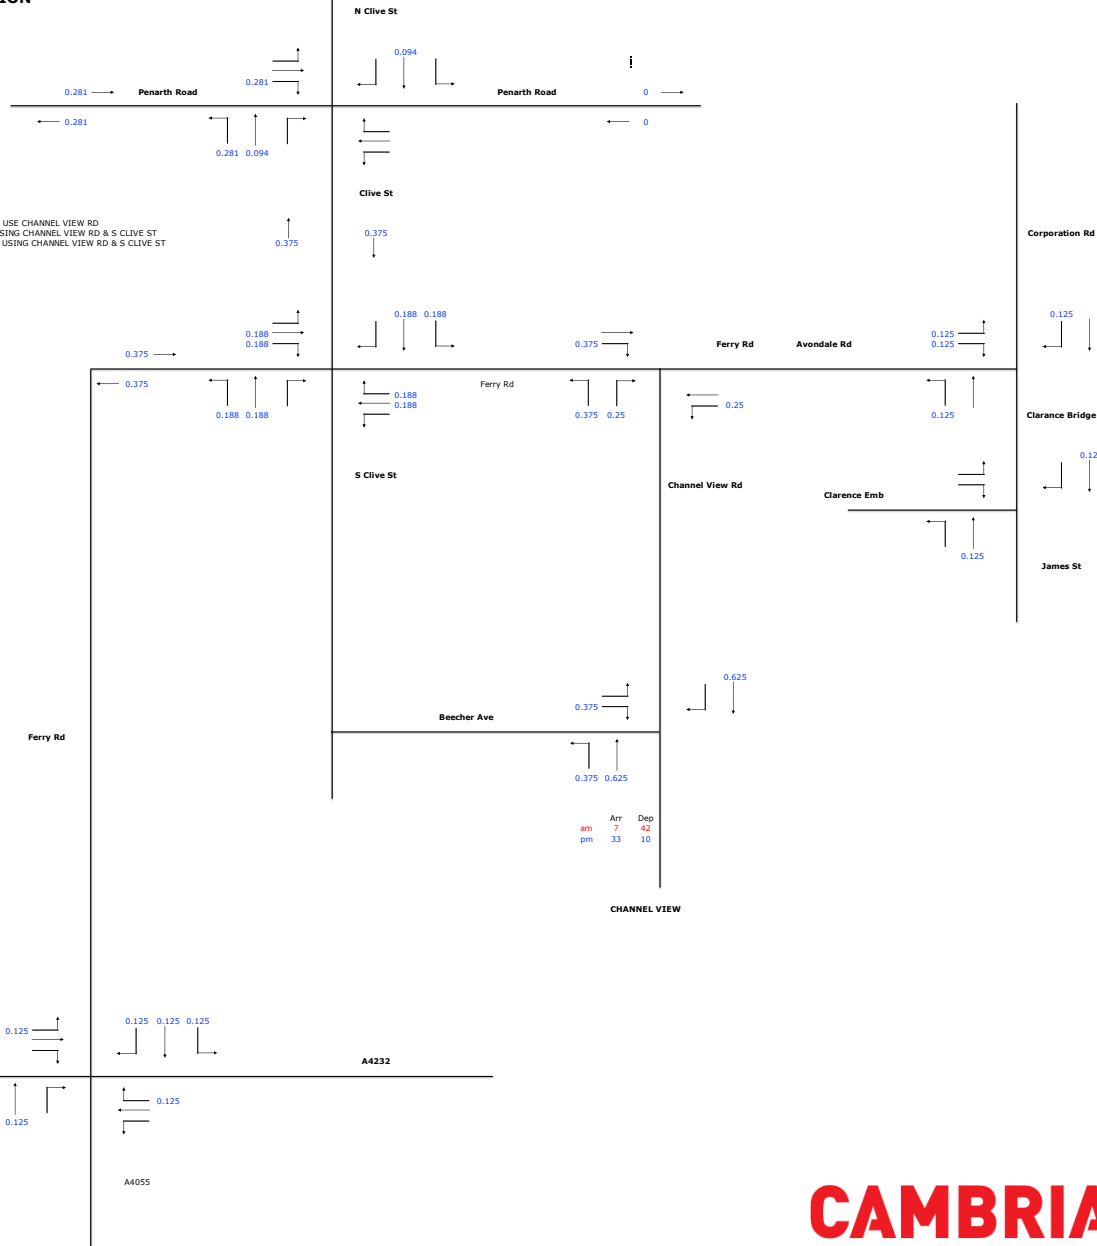 ION
N Clive St
0.094
0.281
0.281
Penarth Road
Penarth Road
0
0.281
0
0.281 0.094
Clive St
USE CHANNEL VIEW RD
SING CHANNEL VIEW RD & S CLIVE ST
USING CHANNEL VIEW RD & S CLIVE ST
0.375
0.375
Corporation Rd
0.188 0.188
0.125
0.188
0.188
0.375
0.375
Ferry Rd
Avondale Rd
0.125
0.125
0.375
Ferry Rd
0.188
0.188
0.188 0.188
0.375 0.25
0.25
0.125
Clarance Bridge
0.12
S Clive St
Channel View Rd
Clarence Emb
0.125
James St
0.625
0.375
Beecher Ave
Ferry Rd
0.375 0.625
Arr Dep
am 7 42
pm 33 10
CHANNEL VIEW
0.125 0.125 0.125
0.125
A4232
0.125
0.125
A4055
CAMBRIA